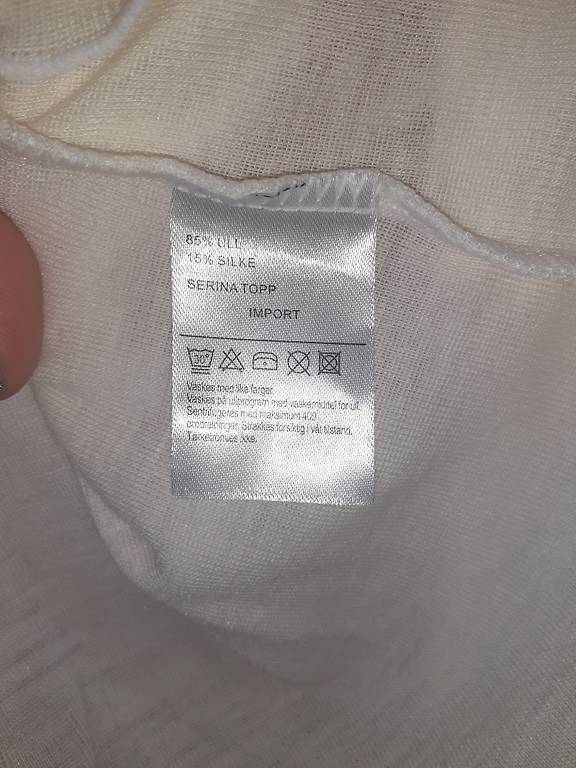 85% ULL
15% SILKE
SERINA TOPP
IMPORT
30°
Vaskes med like farger.
Vaskes på ullprogram med vaskemiddel for ull.
Sentrifugeres med maksimum 400
omdreininger. Strekkes forsiktig i våt tilstand.
Tørketromles ikke.